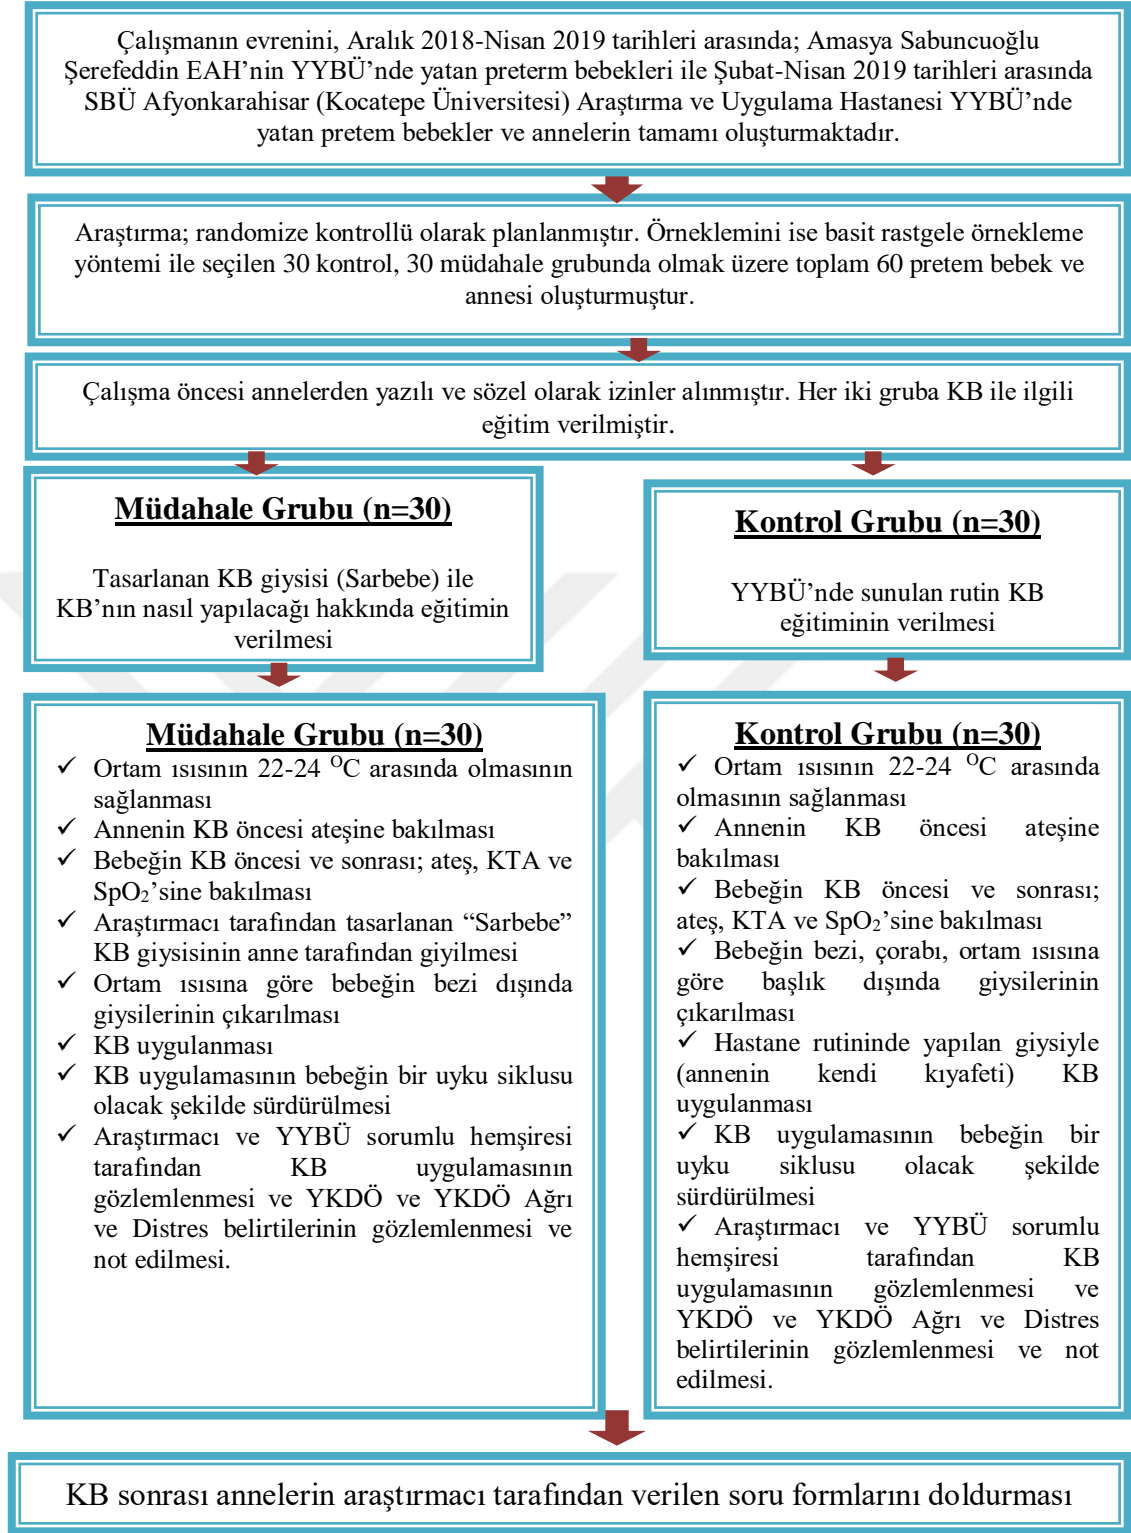 Çalışmanın evrenini, Aralık 2018-Nisan 2019 tarihleri arasında; Amasya Sabuncuoğlu
Şerefeddin EAH’nin YYBÜ’nde yatan preterm bebekleri ile Şubat-Nisan 2019 tarihleri arasında
SBÜ Afyonkarahisar (Kocatepe Üniversitesi) Araştırma ve Uygulama Hastanesi YYBÜ’nde
yatan pretem bebekler ve annelerin tamamı oluşturmaktadır.
Araştırma; randomize kontrollü olarak planlanmıştır. Örneklemini ise basit rastgele örnekleme
yöntemi ile seçilen 30 kontrol, 30 müdahale grubunda olmak üzere toplam 60 pretem bebek ve
annesi oluşturmuştur.
Çalışma öncesi annelerden yazılı ve sözel olarak izinler alınmıştır. Her iki gruba KB ile ilgili
eğitim verilmiştir.
Müdahale Grubu (n=30)
Tasarlanan KB giysisi (Sarbebe) ile
KB’nın nasıl yapılacağı hakkında eğitimin
verilmesi
Kontrol Grubu (n=30)
YYBÜ’nde sunulan rutin KB
eğitiminin verilmesi
Müdahale Grubu (n=30)
✓ Ortam ısısının 22-24 ᴼC arasında olmasının
sağlanması
✓ Annenin KB öncesi ateşine bakılması
✓ Bebeğin KB öncesi ve sonrası; ateş, KTA ve
SpO₂’sine bakılması
✓ Araştırmacı tarafından tasarlanan “Sarbebe”
KB giysisinin anne tarafından giyilmesi
✓ Ortam ısısına göre bebeğin bezi dışında
giysilerinin çıkarılması
✓ KB uygulanması
✓ KB uygulamasının bebeğin bir uyku siklusu
olacak şekilde sürdürülmesi
✓ Araştırmacı ve YYBÜ sorumlu hemşiresi
tarafından KB uygulamasının
gözlemlenmesi ve YKDÖ ve YKDÖ Ağrı
ve Distres belirtilerinin gözlemlenmesi ve
not edilmesi.
Kontrol Grubu (n=30)
✓ Ortam ısısının 22-24 ᴼC arasında
olmasının sağlanması
✓ Annenin KB öncesi ateşine
bakılması
✓ Bebeğin KB öncesi ve sonrası;
ateş, KTA ve SpO₂’sine bakılması
✓ Bebeğin bezi, çorabı, ortam ısısına
göre başlık dışında giysilerinin
çıkarılması
✓ Hastane rutininde yapılan giysiyle
(annenin kendi kıyafeti) KB
uygulanması
✓ KB uygulamasının bebeğin bir
uyku siklusu olacak şekilde
sürdürülmesi
✓ Araştırmacı ve YYBÜ sorumlu
hemşiresi tarafından KB
uygulamasının gözlemlenmesi ve
YKDÖ ve YKDÖ Ağrı ve Distres
belirtilerinin gözlemlenmesi ve not
edilmesi.
KB sonrası annelerin araştırmacı tarafından verilen soru formlarını doldurması